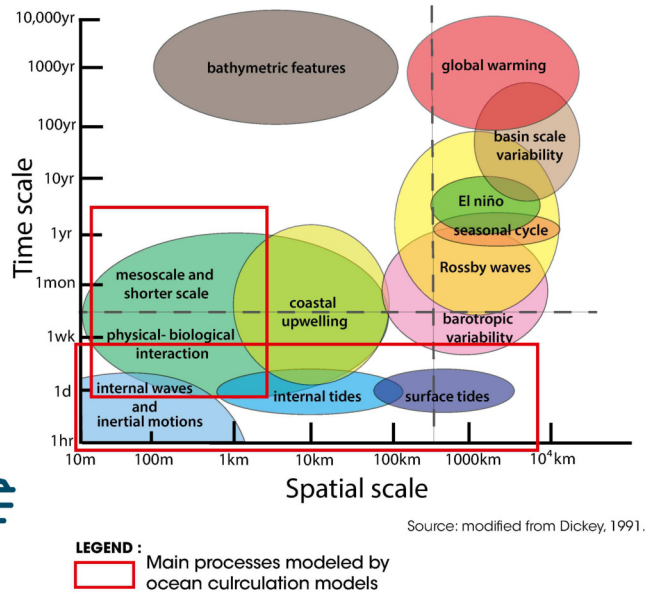 10,000yr
1000yr
100yr
10yr
1yr
1mon
1wk
1d
1hr
Time scale
bathymetric features
global warming
basin scale
variability
El niño
seasonal cycle
Rossby waves
mesoscale and
shorter scale
coastal
upwelling
physical- biological
interaction
barotropic
variability
internal waves
and
inertial motions
internal tides
surface tides
10m
100m
1km
10km
100km
1000km
10⁴km
Spatial scale
Source: modified from Dickey, 1991.
LEGEND :
Main processes modeled by
ocean culrculation models